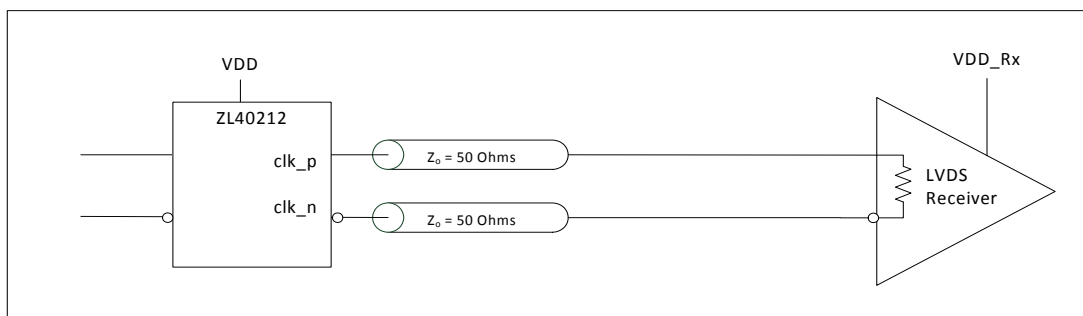 VDD
VDD_Rx
ZL40212
clk_p
Zₒ = 50 Ohms
LVDS
Receiver
clk_n
Zₒ = 50 Ohms